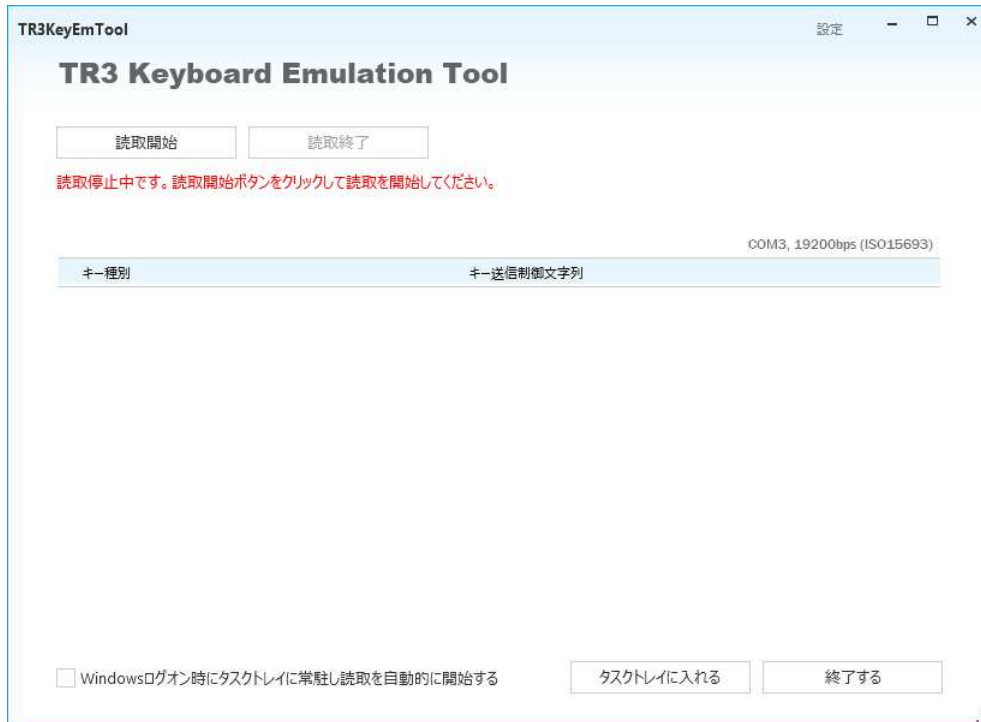 TR3KeyEmTool 設定
TR3 Keyboard Emulation Tool
読取開始 読取終了
読取停止中です。読取開始ボタンをクリックして読取を開始してください。
COM3, 19200bps (ISO15693)
キー種別 キー送信制御文字列
Windowsログオン時にタスクトレイに常駐し読取を自動的に開始する タスクトレイに入れる 終了する